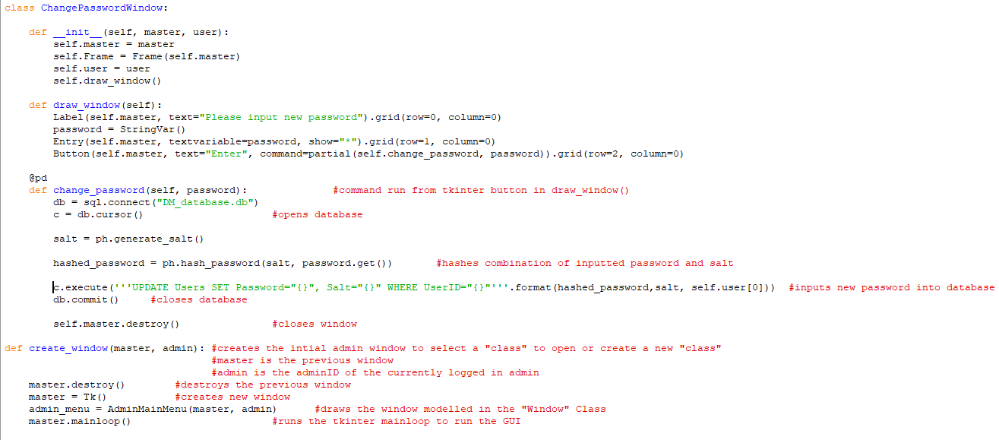 class ChangePasswordWindow:
def __init__(self, master, user):
self.master = master
self.Frame = Frame(self.master)
self.user = user
self.draw_window()
def draw_window(self):
Label(self.master, text="Please input new password").grid(row=0, column=0)
password = StringVar()
Entry(self.master, textvariable=password, show="*").grid(row=1, column=0)
Button(self.master, text="Enter", command=partial(self.change_password, password)).grid(row=2, column=0)
@pd
def change_password(self, password): #command run from tkinter button in draw_window()
db = sql.connect("DM_database.db")
c = db.cursor() #opens database
salt = ph.generate_salt()
hashed_password = ph.hash_password(salt, password.get()) #hashes combination of inputted password and salt
c.execute('''UPDATE Users SET Password="{}", Salt="{}" WHERE UserID="{}"'''.format(hashed_password,salt, self.user[0])) #inputs new password into database
db.commit() #closes database
self.master.destroy() #closes window
def create_window(master, admin): #creates the intial admin window to select a "class" to open or create a new "class"
#master is the previous window
#admin is the adminID of the currently logged in admin
master.destroy() #destroys the previous window
master = Tk() #creates new window
admin_menu = AdminMainMenu(master, admin) #draws the window modelled in the "Window" Class
master.mainloop() #runs the tkinter mainloop to run the GUI